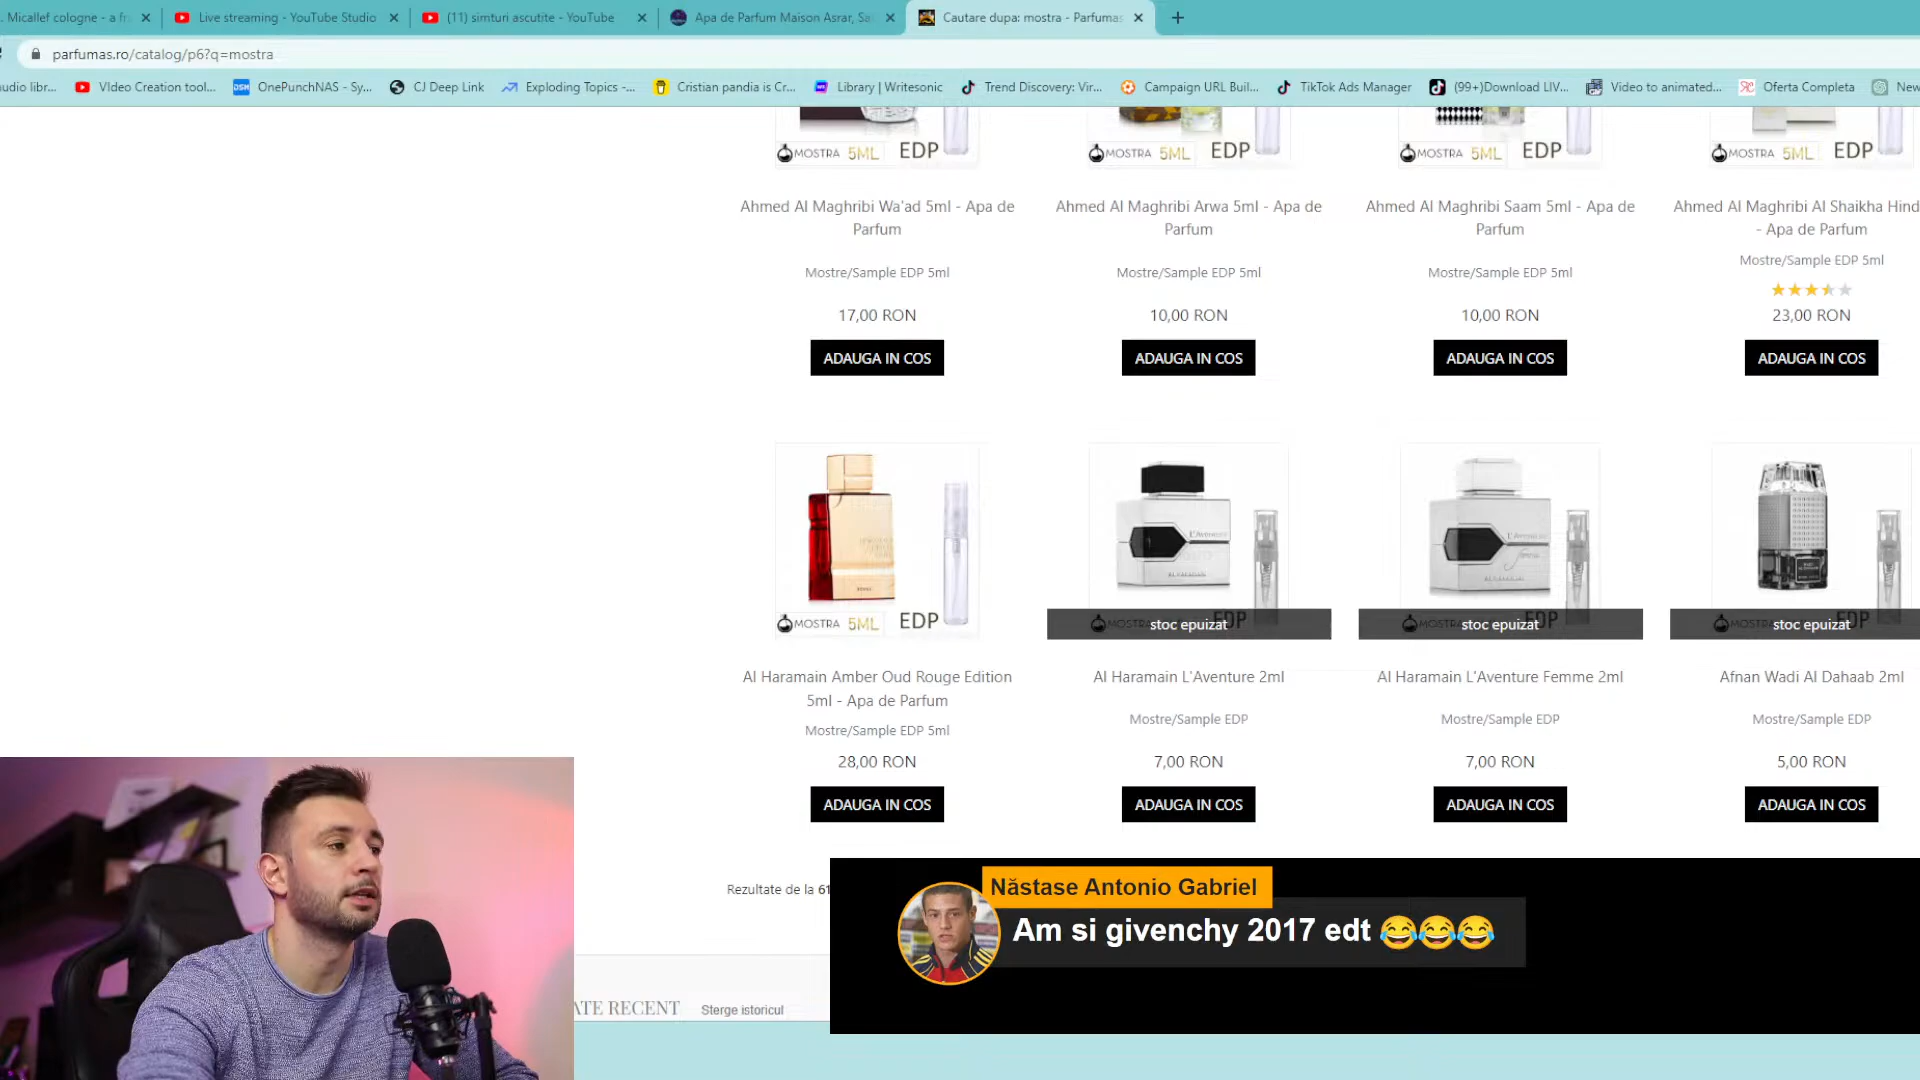 . Micallef cologne - a fr
Live streaming - YouTube Studio
(11) simturi ascutite - YouTube
Apa de Parfum Maison Asrar, Sa
Cautare dupa: mostra - Parfumas
parfumas.ro/catalog/p6?q=mostra
udio libr...
VIdeo Creation tool...
OnePunchNAS - Sy...
CJ Deep Link
Exploding Topics -...
Cristian pandia is Cr...
Library | Writesonic
Trend Discovery: Vir...
Campaign URL Buil...
TikTok Ads Manager
(99+)Download LIV...
Video to animated...
Oferta Completa
New
MOSTRA 5ML EDP
MOSTRA 5ML EDP
MOSTRA 5ML EDP
MOSTRA 5ML EDP
Ahmed Al Maghribi Wa'ad 5ml - Apa de
Parfum
Mostre/Sample EDP 5ml
17,00 RON
ADAUGA IN COS
Ahmed Al Maghribi Arwa 5ml - Apa de
Parfum
Mostre/Sample EDP 5ml
10,00 RON
ADAUGA IN COS
Ahmed Al Maghribi Saam 5ml - Apa de
Parfum
Mostre/Sample EDP 5ml
10,00 RON
ADAUGA IN COS
Ahmed Al Maghribi Al Shaikha Hind
- Apa de Parfum
Mostre/Sample EDP 5ml
23,00 RON
ADAUGA IN COS
MOSTRA 5ML EDP
Al Haramain Amber Oud Rouge Edition
5ml - Apa de Parfum
Mostre/Sample EDP 5ml
28,00 RON
ADAUGA IN COS
stoc epuizat
Al Haramain L'Aventure 2ml
Mostre/Sample EDP
7,00 RON
ADAUGA IN COS
stoc epuizat
Al Haramain L'Aventure Femme 2ml
Mostre/Sample EDP
7,00 RON
ADAUGA IN COS
stoc epuizat
Afnan Wadi Al Dahaab 2ml
Mostre/Sample EDP
5,00 RON
ADAUGA IN COS
Rezultate de la 61
ATE RECENT
Sterge istoricul
Năstase Antonio Gabriel
Am si givenchy 2017 edt 😂😂😂